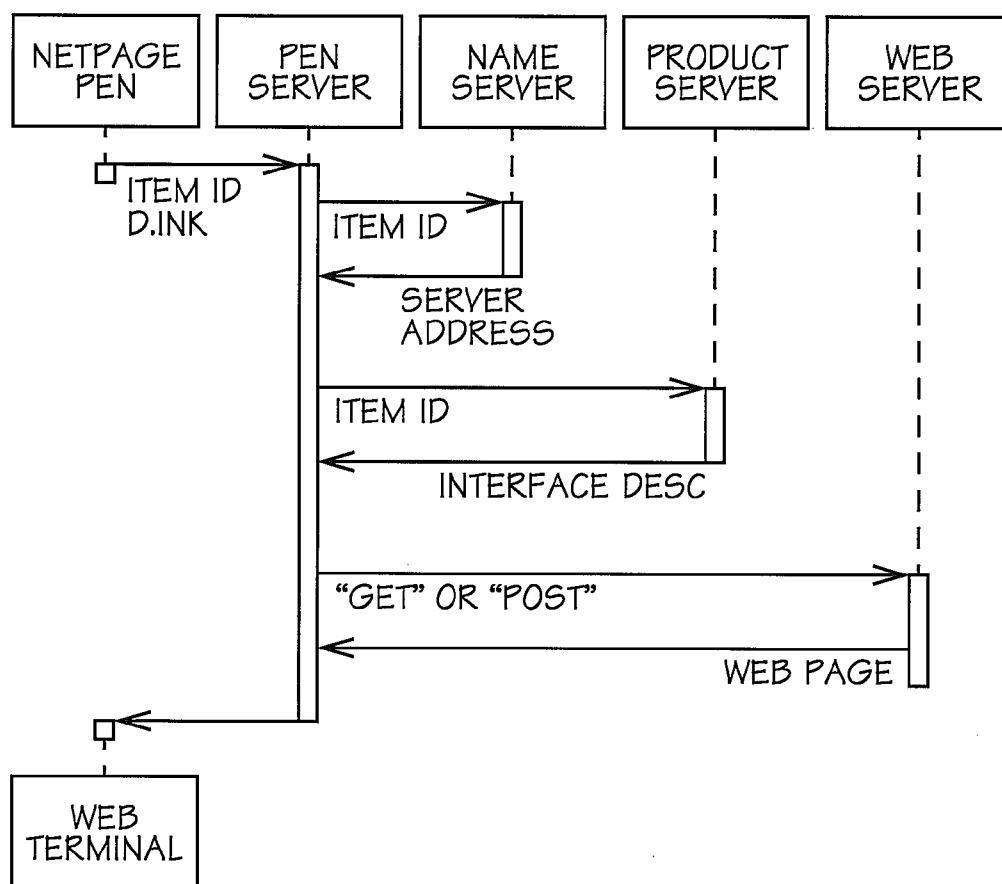 NETPAGE
PEN
PEN
SERVER
NAME
SERVER
PRODUCT
SERVER
WEB
SERVER
ITEM ID
D.INK
ITEM ID
SERVER
ADDRESS
ITEM ID
INTERFACE DESC
“GET” OR “POST”
WEB PAGE
WEB
TERMINAL